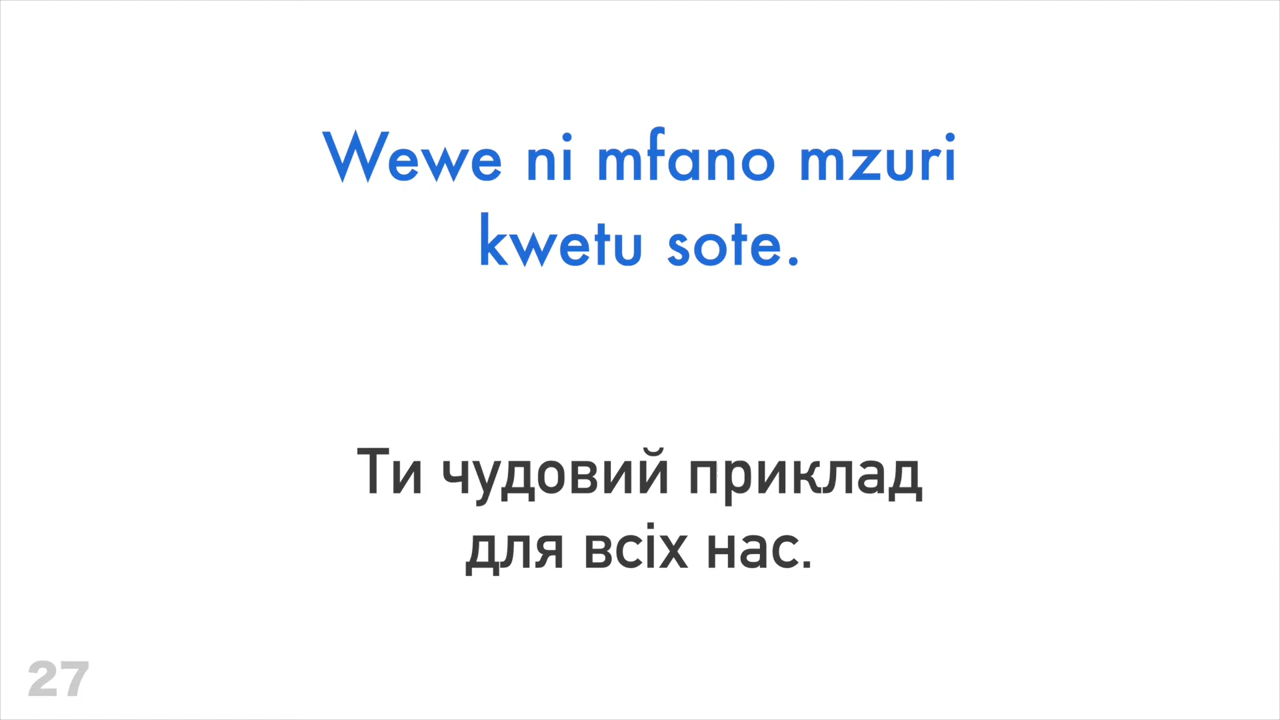 Wewe ni mfano mzuri
kwetu sote.
Ти чудовий приклад
для всіх нас.
27